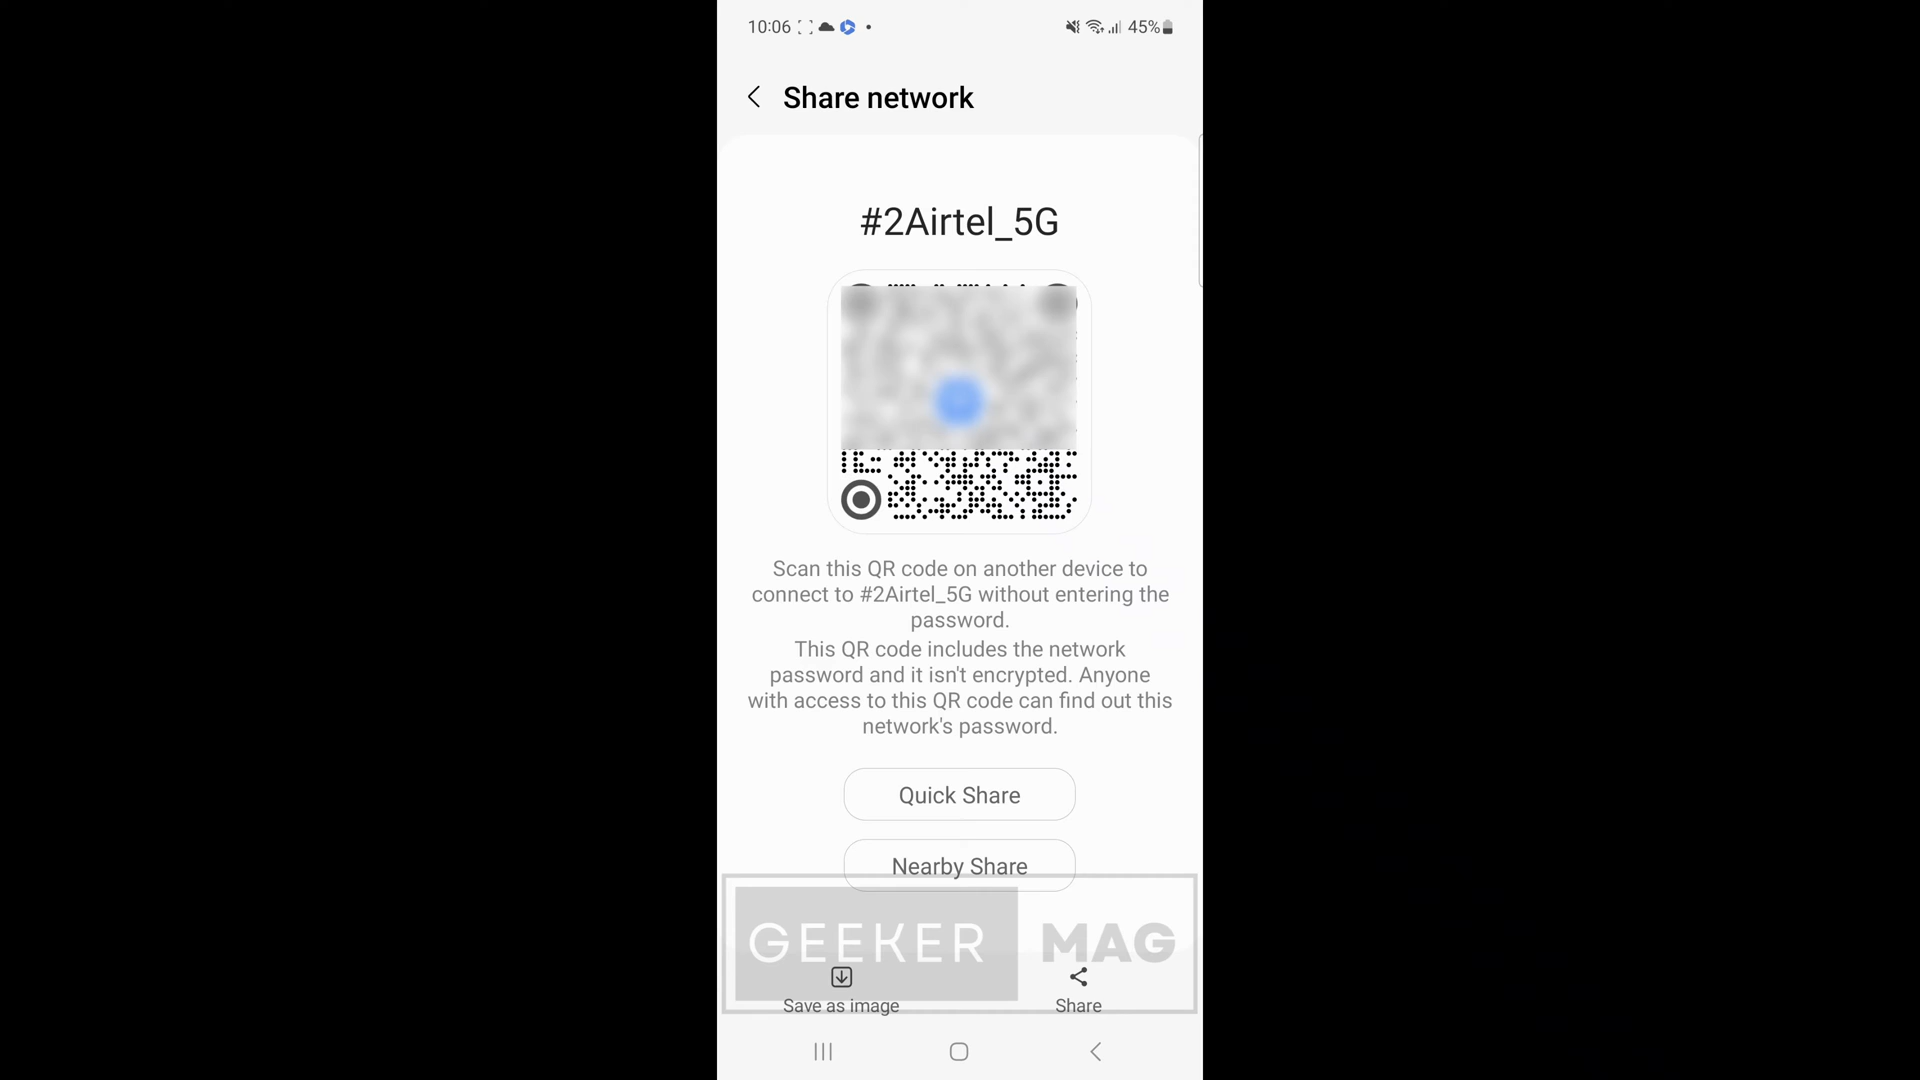 10:06
45%
Share network
#2Airtel_5G
Scan this QR code on another device to
connect to #2Airtel_5G without entering the
password.
This QR code includes the network
password and it isn't encrypted. Anyone
with access to this QR code can find out this
network's password.
Quick Share
Nearby Share
GEEKER MAG
Save as image
Share